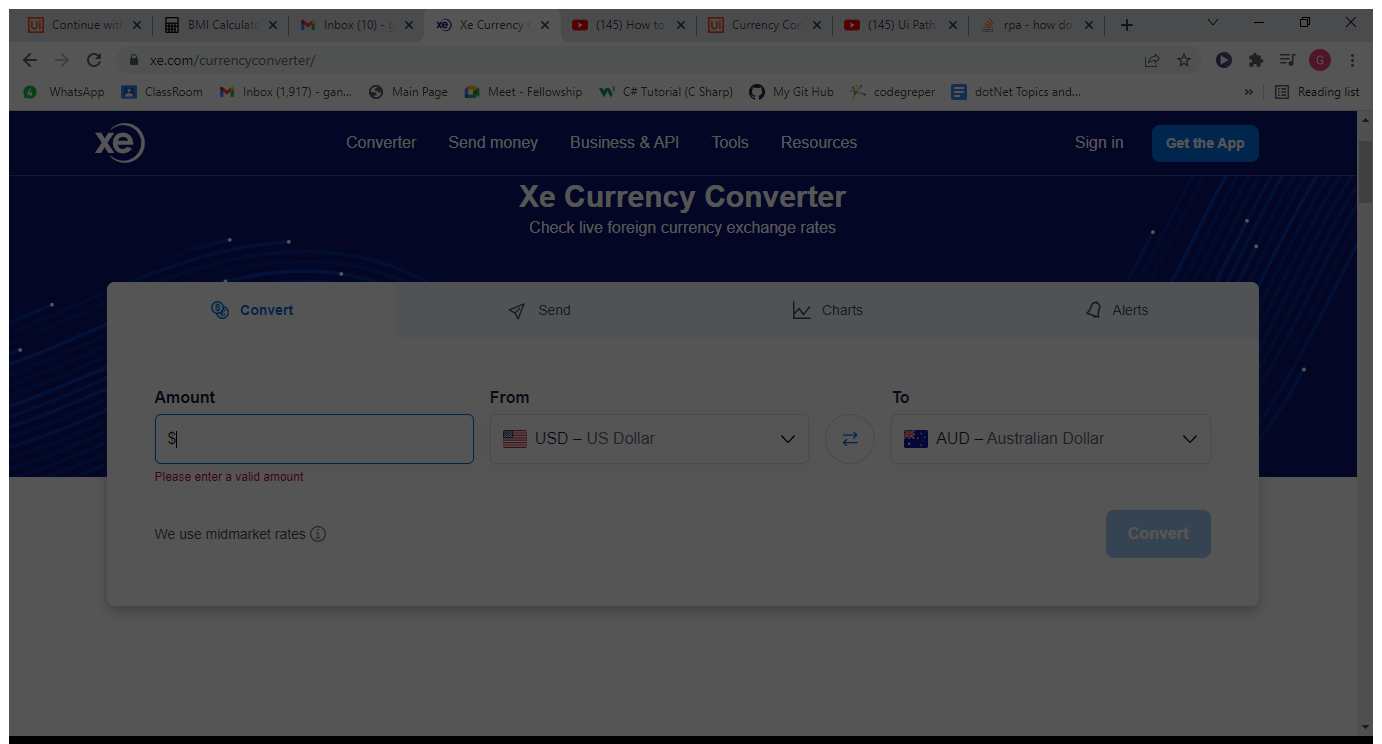 Continue with BMI Calculato Inbox (10) - g Xe Currency C (145) How to Currency Con (145) Ui Path rpa - how do
xe.com/currencyconverter/ G
WhatsApp ClassRoom Inbox (1,917) - gan... Main Page Meet - Fellowship C# Tutorial (C Sharp) My Git Hub codegreper dotNet Topics and... » Reading list
xe Converter Send money Business & API Tools Resources Sign in Get the App
Xe Currency Converter
Check live foreign currency exchange rates
Convert Send Charts Alerts
Amount From To
$ USD – US Dollar AUD – Australian Dollar
Please enter a valid amount
We use midmarket rates Convert